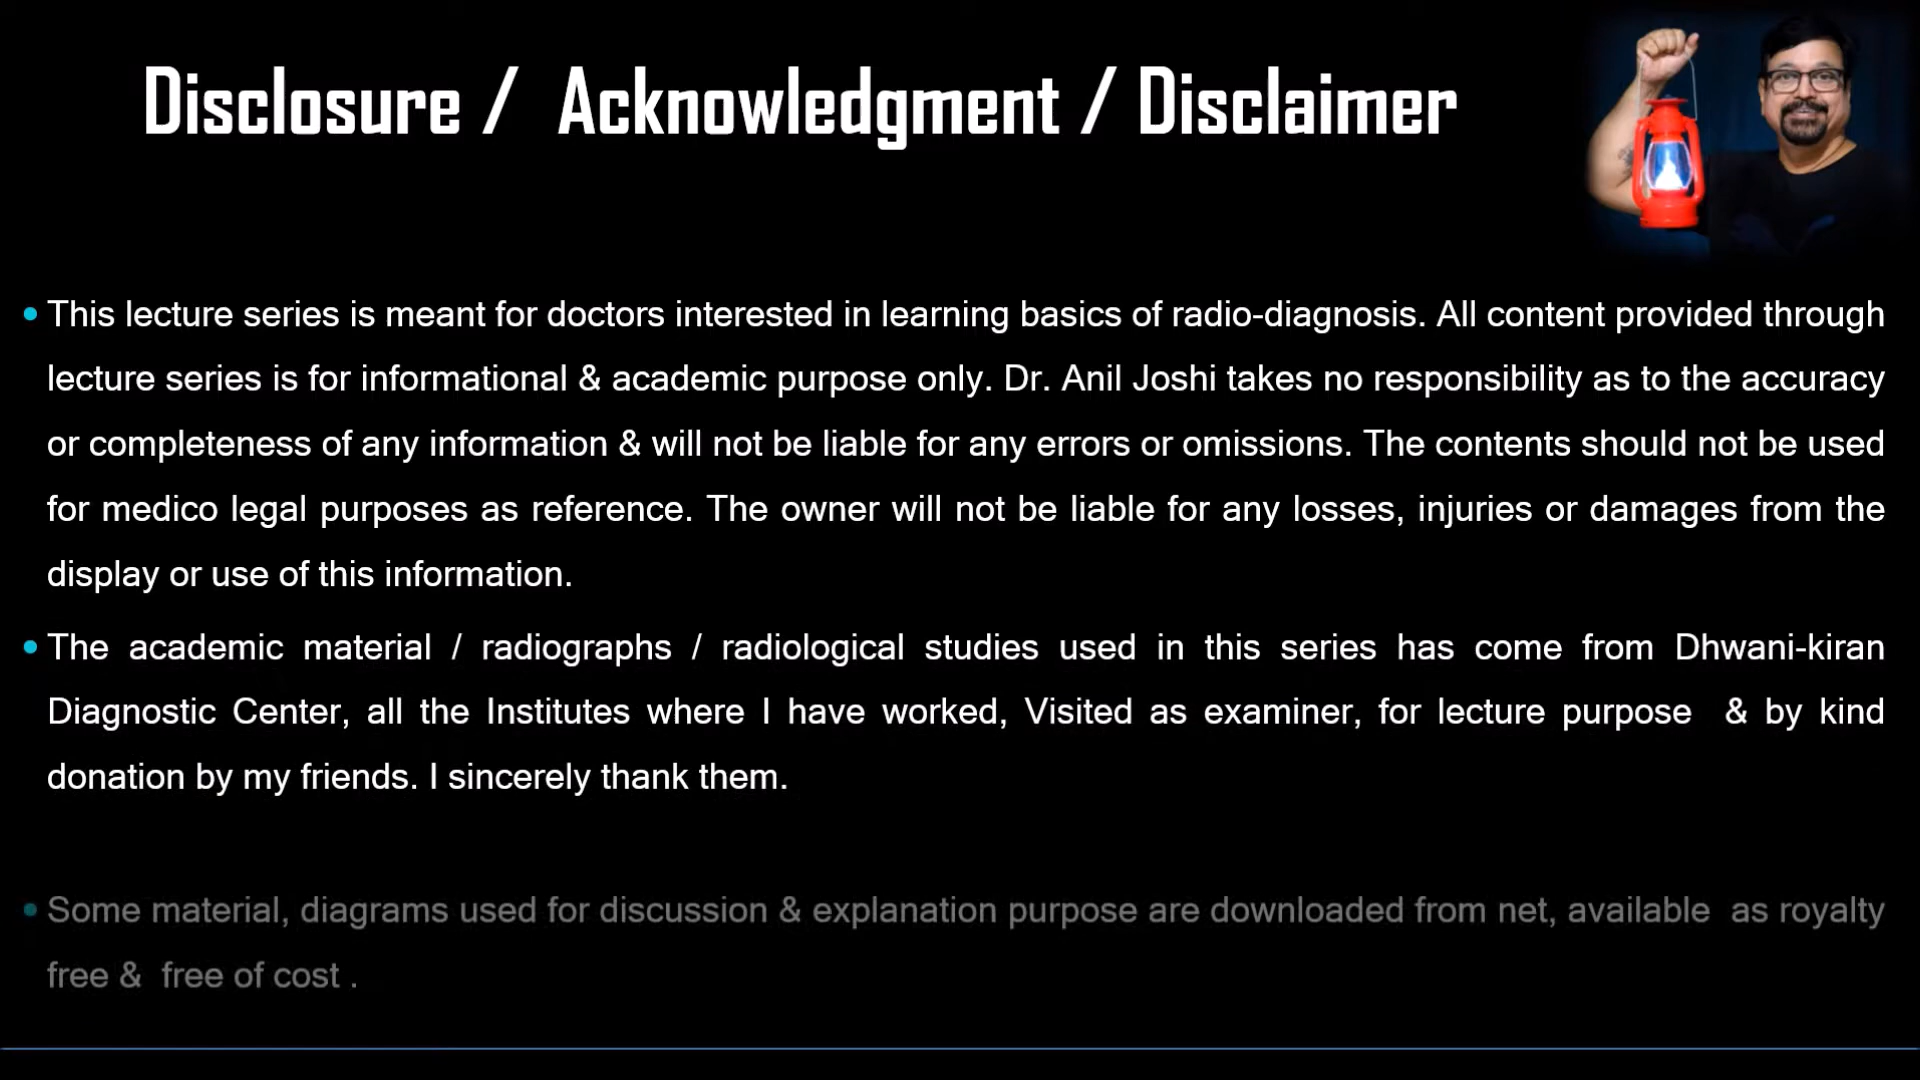 Disclosure /  Acknowledgment / Disclaimer
• This lecture series is meant for doctors interested in learning basics of radio-diagnosis. All content provided through
lecture series is for informational & academic purpose only. Dr. Anil Joshi takes no responsibility as to the accuracy
or completeness of any information & will not be liable for any errors or omissions. The contents should not be used
for medico legal purposes as reference. The owner will not be liable for any losses, injuries or damages from the
display or use of this information.
• The academic material / radiographs / radiological studies used in this series has come from Dhwani-kiran
Diagnostic Center, all the Institutes where I have worked, Visited as examiner, for lecture purpose  & by kind
donation by my friends. I sincerely thank them.
• Some material, diagrams used for discussion & explanation purpose are downloaded from net, available  as royalty
free &  free of cost .